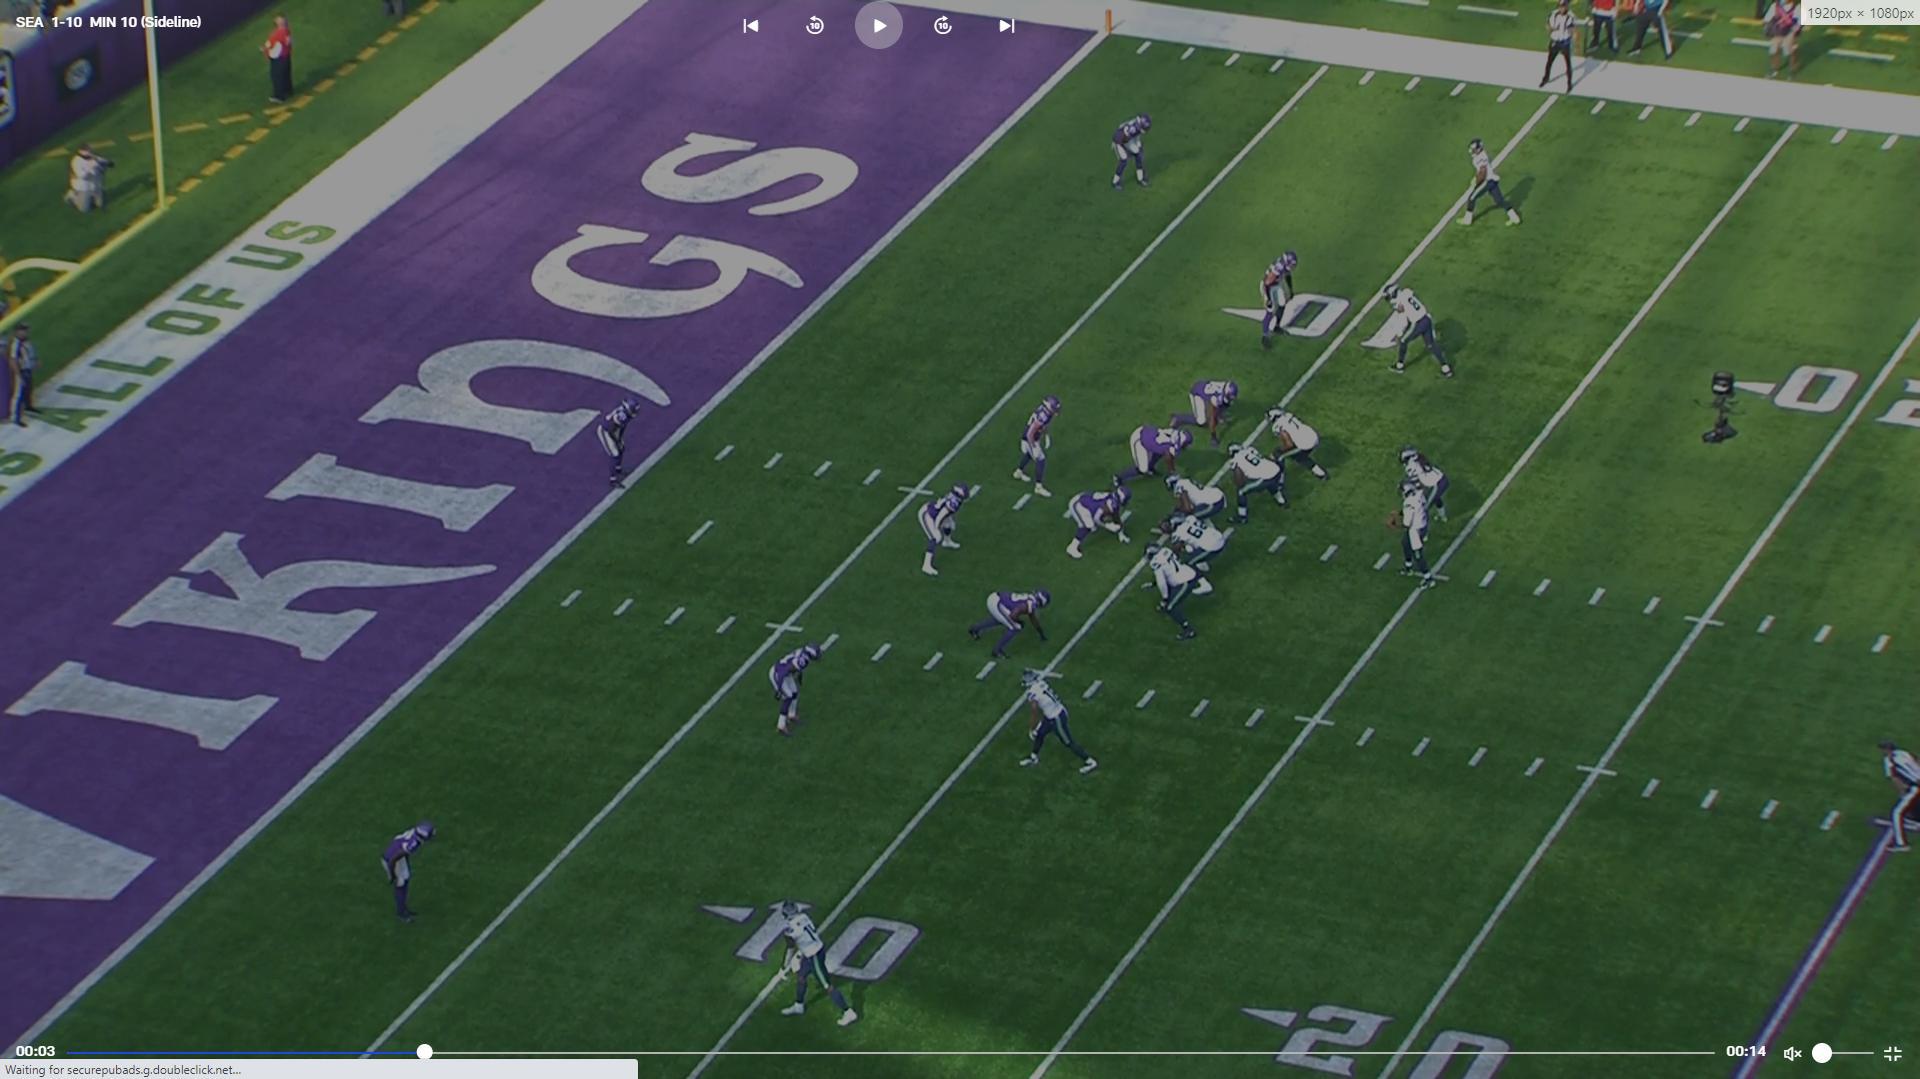 SEA 1-10 MIN 10 (Sideline)
10
10
1920px × 1080px
ALL OF US
VIKINGS
10
20
00:03
00:14
Waiting for securepubads.g.doubleclick.net...